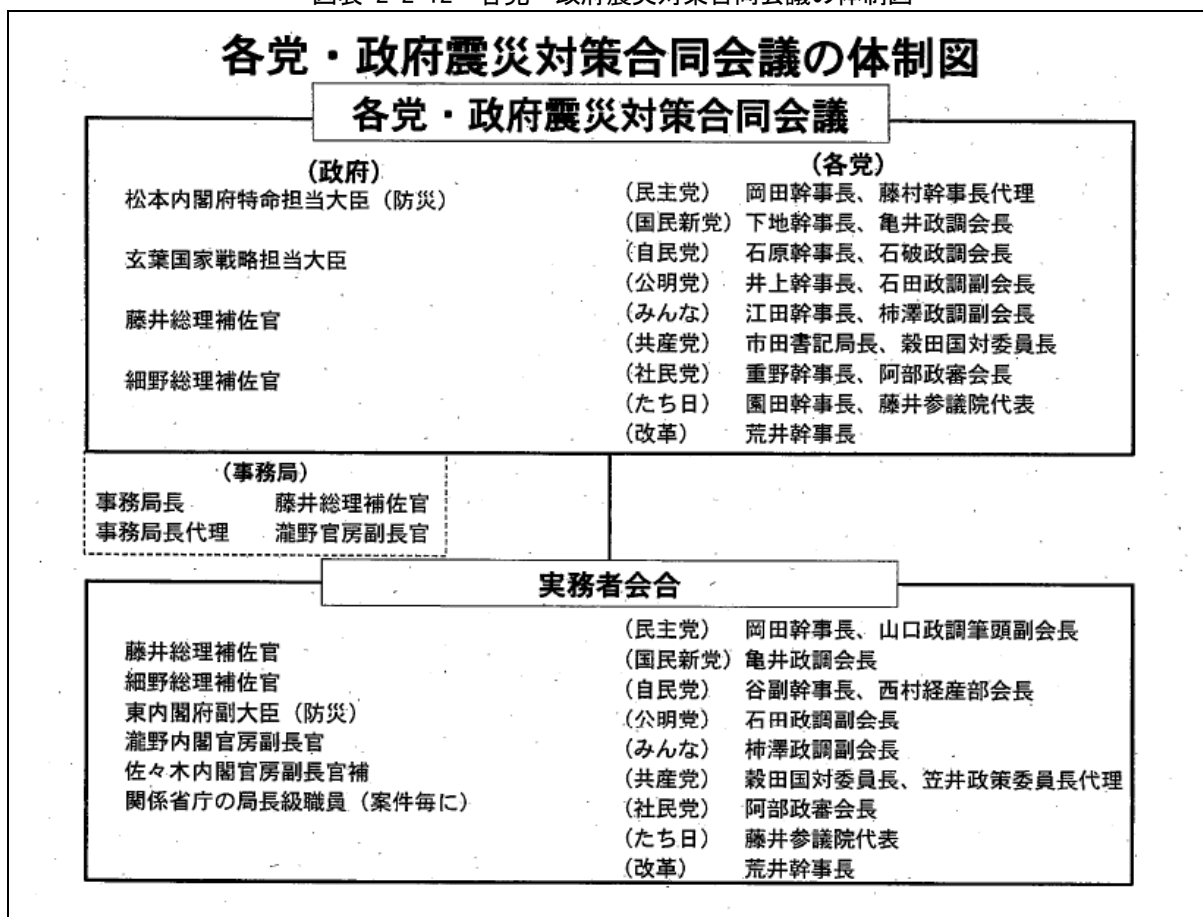 各党・政府震災対策合同会議の体制図
各党・政府震災対策合同会議
(政府)
松本内閣府特命担当大臣(防災)
玄葉国家戦略担当大臣
藤井総理補佐官
細野総理補佐官
(各党)
(民主党) 岡田幹事長、藤村幹事長代理
(国民新党) 下地幹事長、亀井政調会長
(自民党) 石原幹事長、石破政調会長
(公明党) 井上幹事長、石田政調副会長
(みんな) 江田幹事長、柿澤政調副会長
(共産党) 市田書記局長、穀田国対委員長
(社民党) 重野幹事長、阿部政審会長
(たち日) 園田幹事長、藤井参議院代表
(改革) 荒井幹事長
(事務局)
事務局長 藤井総理補佐官
事務局長代理 瀧野官房副長官
実務者会合
藤井総理補佐官
細野総理補佐官
東内閣府副大臣(防災)
瀧野内閣官房副長官
佐々木内閣官房副長官補
関係省庁の局長級職員(案件毎に)
(民主党) 岡田幹事長、山口政調筆頭副会長
(国民新党) 亀井政調会長
(自民党) 谷副幹事長、西村経産部会長
(公明党) 石田政調副会長
(みんな) 柿澤政調副会長
(共産党) 穀田国対委員長、笠井政策委員長代理
(社民党) 阿部政審会長
(たち日) 藤井参議院代表
(改革) 荒井幹事長